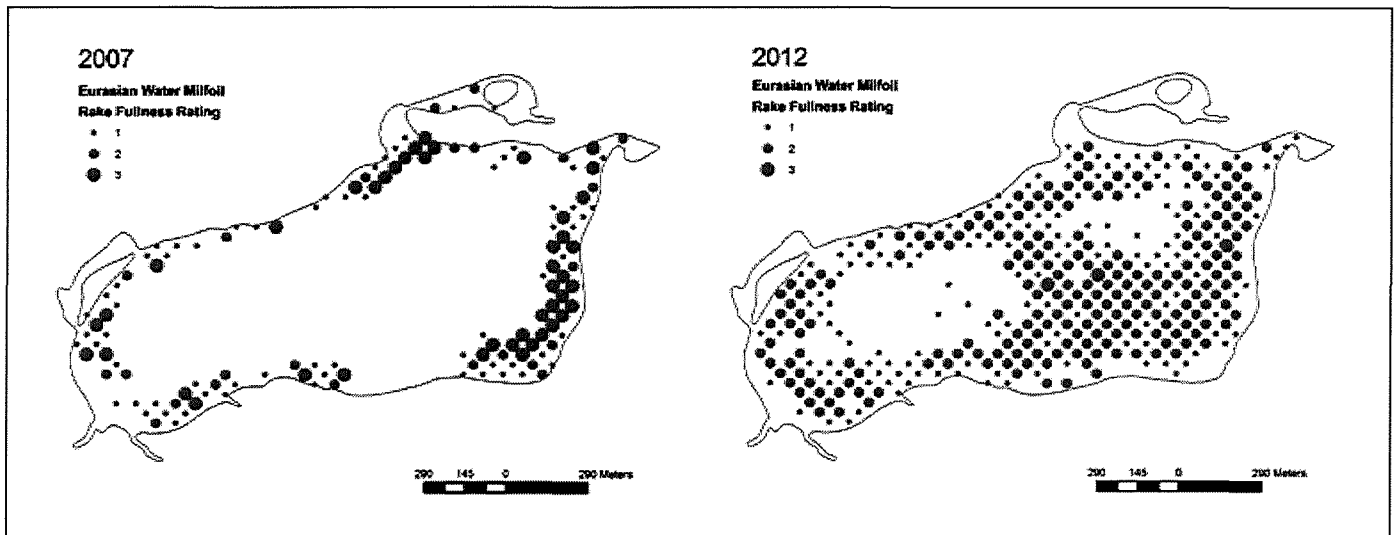 2007
Eurasian Water Milfoil
Rake Fullness Rating
1
2
3
290 145 0 290 Meters
2012
Eurasian Water Milfoil
Rake Fullness Rating
1
2
3
290 145 0 290 Meters